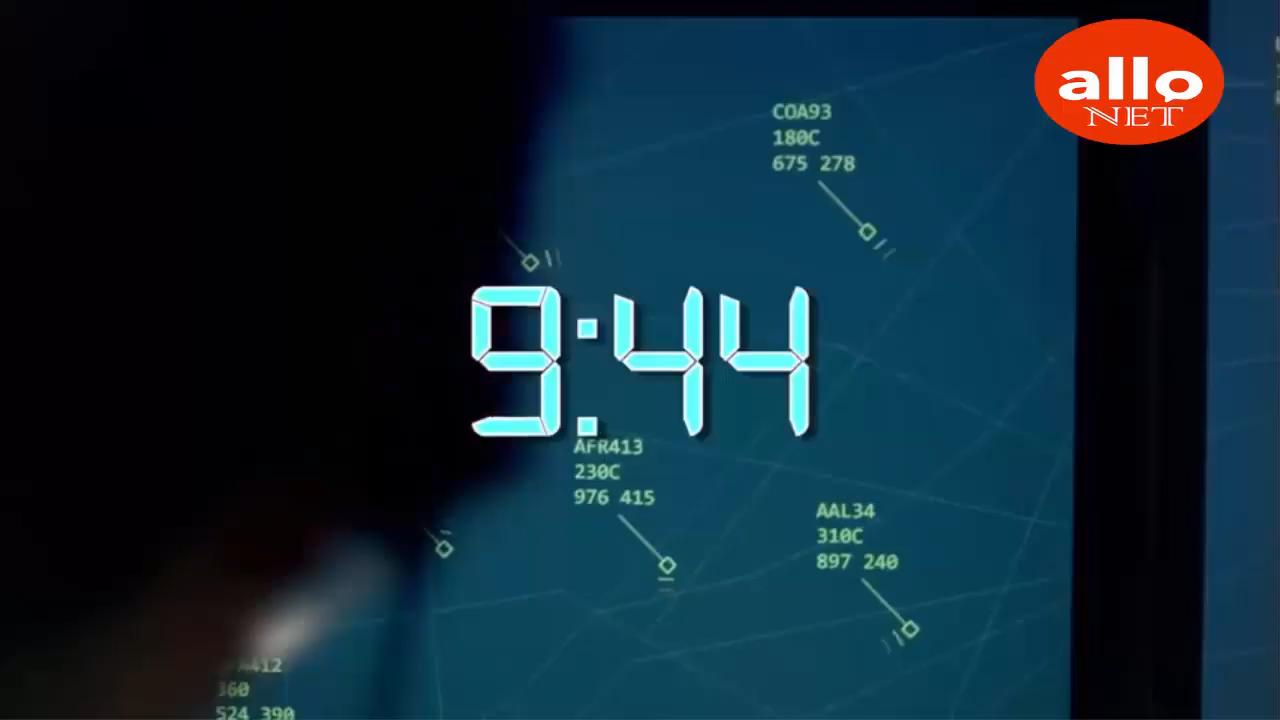 allo
NET
COA93
180C
675 278
9:44
AFR413
230C
976 415
AAL34
310C
897 240
360
524 390